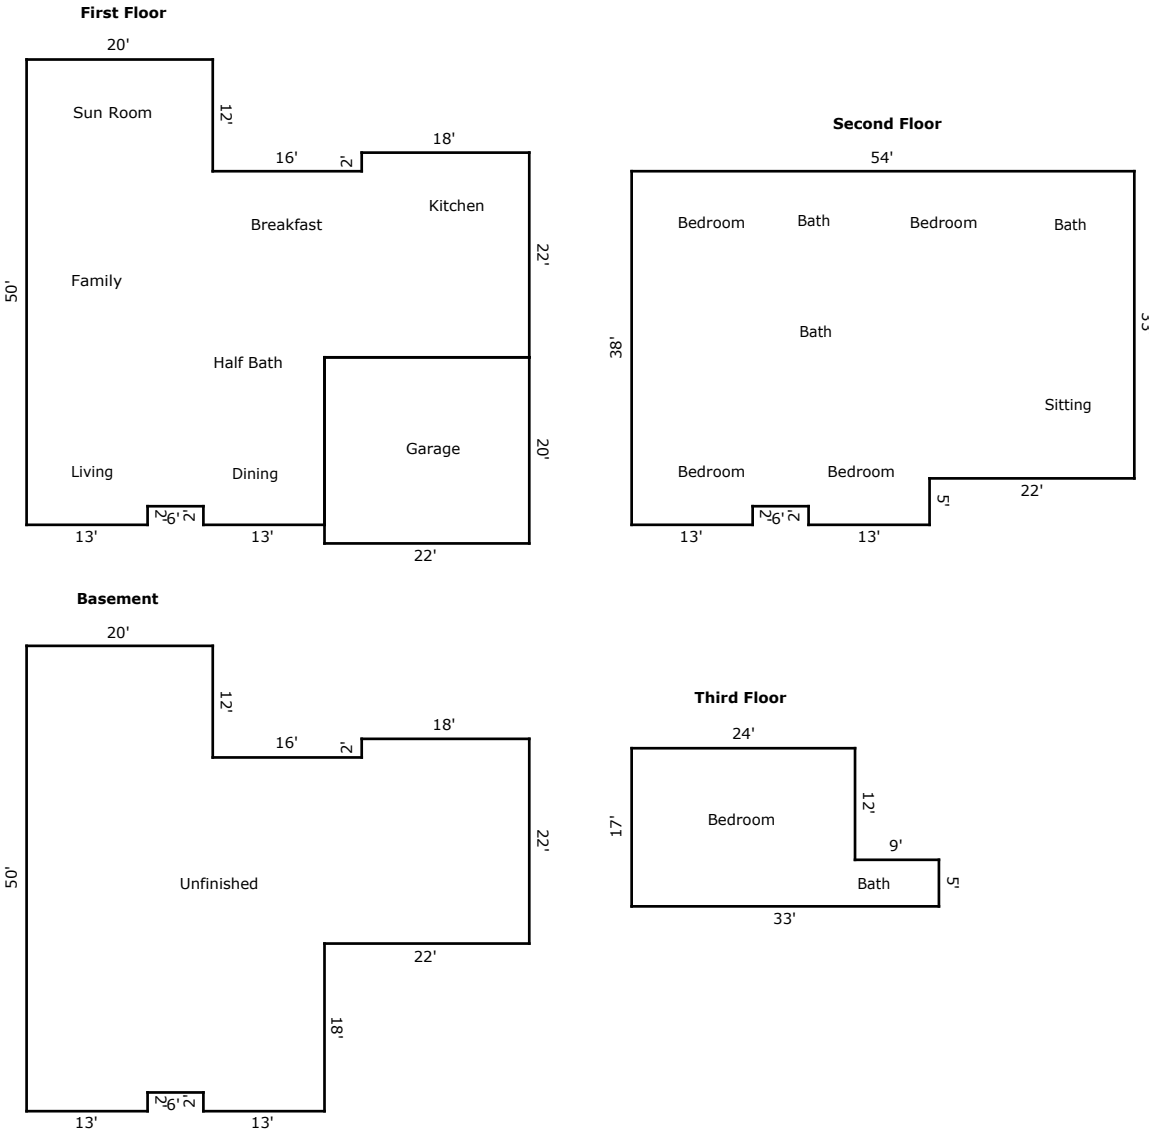 First Floor
20'
Sun Room
12'
16'
2'
18'
Breakfast
Kitchen
22'
50'
Family
Half Bath
Garage
20'
Living
Dining
2'
6'
2'
13'
13'
22'
Second Floor
54'
Bedroom
Bath
Bedroom
Bath
38'
Bath
33
Sitting
Bedroom
Bedroom
2'
6'
2'
5'
22'
13'
13'
Basement
20'
12'
16'
2'
18'
22'
50'
Unfinished
22'
18'
2'
6'
2'
13'
13'
Third Floor
24'
17'
Bedroom
12'
9'
Bath
5'
33'